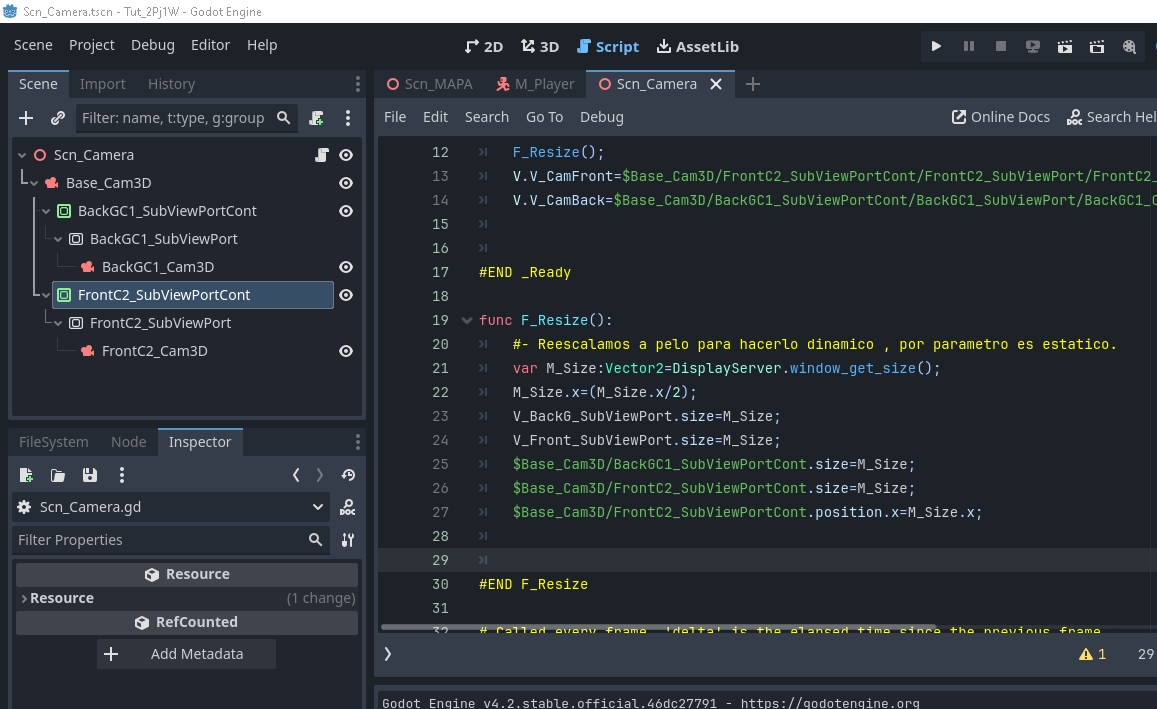 Scn_Camera.tscn - Tut_2Pj1W - Godot Engine
Scene Project Debug Editor Help
2D 3D Script AssetLib
Scene Import History
Scn_MAPA M_Player Scn_Camera
Filter: name, t:type, g:group
File Edit Search Go To Debug Online Docs Search Hel
Scn_Camera
Base_Cam3D
BackGC1_SubViewPortCont
BackGC1_SubViewPort
BackGC1_Cam3D
FrontC2_SubViewPortCont
FrontC2_SubViewPort
FrontC2_Cam3D
FileSystem Node Inspector
Scn_Camera.gd
Filter Properties
Resource
Resource (1 change)
RefCounted
Add Metadata
12 F_Resize();
13 V.V_CamFront=$Base_Cam3D/FrontC2_SubViewPortCont/FrontC2_SubViewPort/FrontC2_
14 V.V_CamBack=$Base_Cam3D/BackGC1_SubViewPortCont/BackGC1_SubViewPort/BackGC1_C
15
16
17 #END _Ready
18
19 func F_Resize():
20 #- Reescalamos a pelo para hacerlo dinamico , por parametro es estatico.
21 var M_Size:Vector2=DisplayServer.window_get_size();
22 M_Size.x=(M_Size.x/2);
23 V_BackG_SubViewPort.size=M_Size;
24 V_Front_SubViewPort.size=M_Size;
25 $Base_Cam3D/BackGC1_SubViewPortCont.size=M_Size;
26 $Base_Cam3D/FrontC2_SubViewPortCont.size=M_Size;
27 $Base_Cam3D/FrontC2_SubViewPortCont.position.x=M_Size.x;
28
29
30 #END F_Resize
31
32 # Called every frame. 'delta' is the elapsed time since the previous frame.
1 29
Godot Engine v4.2.stable.official.46dc27791 - https://godotengine.org